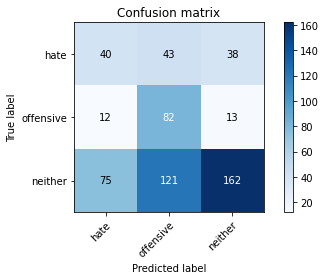 Confusion matrix
hate 40 43 38
offensive 12 82 13
neither 75 121 162
hate offensive neither
True label
Predicted label
160
140
120
100
80
60
40
20